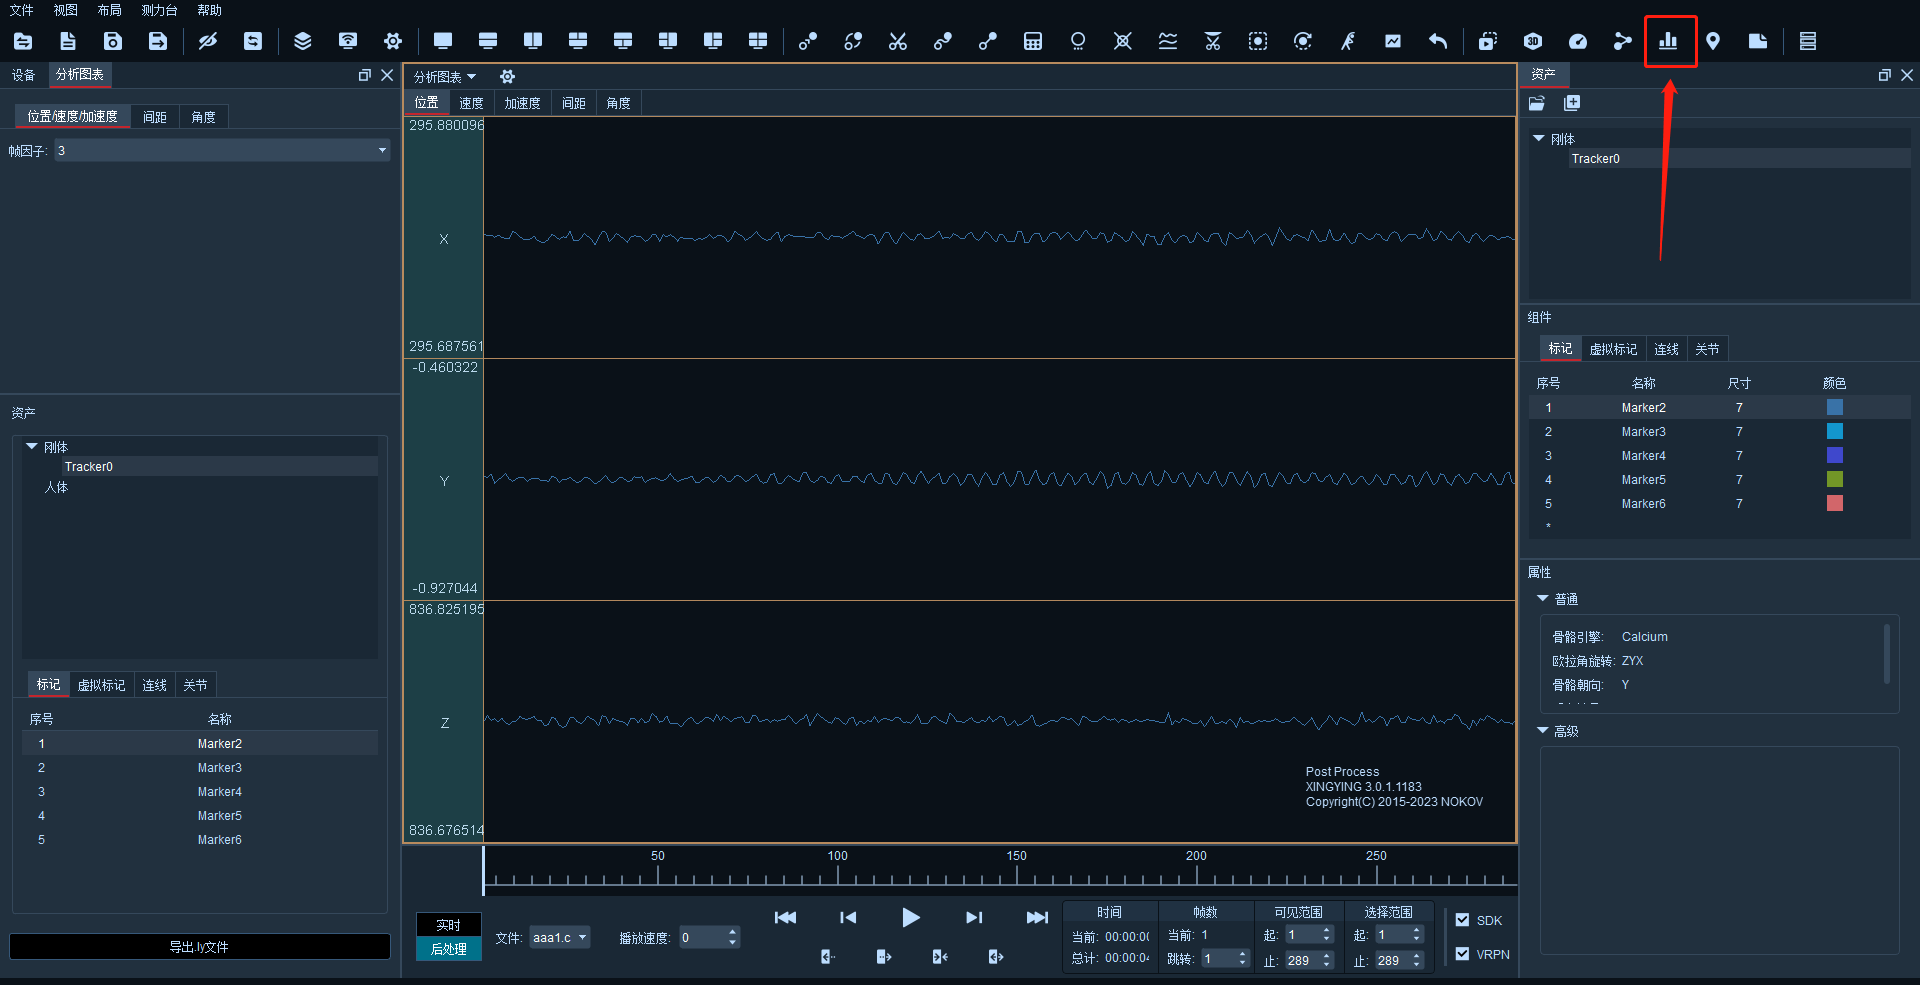 文件 视图 布局 测力台 帮助
设备 分析图表
位置/速度/加速度 间距 角度
帧因子: 3
资产
刚体
Tracker0
人体
标记 虚拟标记 连线 关节
序号 名称
1 Marker2
2 Marker3
3 Marker4
4 Marker5
5 Marker6
导出.ly文件
分析图表
位置 速度 加速度 间距 角度
295.880096
X
295.687561
-0.460322
Y
-0.927044
836.825195
Z
836.676514
Post Process
XINGYING 3.0.1.1183
Copyright(C) 2015-2023 NOKOV
50 100 150 200 250
实时
后处理
文件: aaa1.c 播放速度: 0
时间 帧数 可见范围 选择范围
当前: 00:00:0 当前: 1 起: 1 起: 1
总计: 00:00:0 跳转: 1 止: 289 止: 289
SDK
VRPN
3D
资产
刚体
Tracker0
组件
标记 虚拟标记 连线 关节
序号 名称 尺寸 颜色
1 Marker2 7
2 Marker3 7
3 Marker4 7
4 Marker5 7
5 Marker6 7
*
属性
普通
骨骼引擎: Calcium
欧拉角旋转: ZYX
骨骼朝向: Y
高级